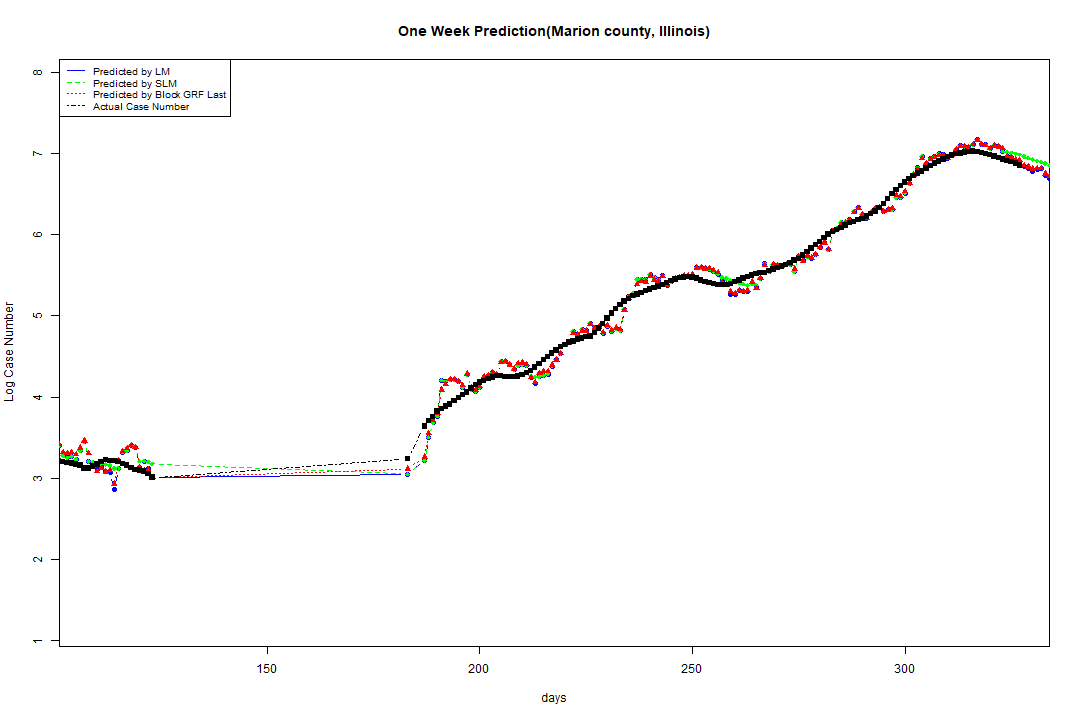 One Week Prediction(Marion county, Illinois)
Predicted by LM
Predicted by SLM
Predicted by Block GRF Last
Actual Case Number
8
7
6
5
4
3
2
1
Log Case Number
150 200 250 300
days